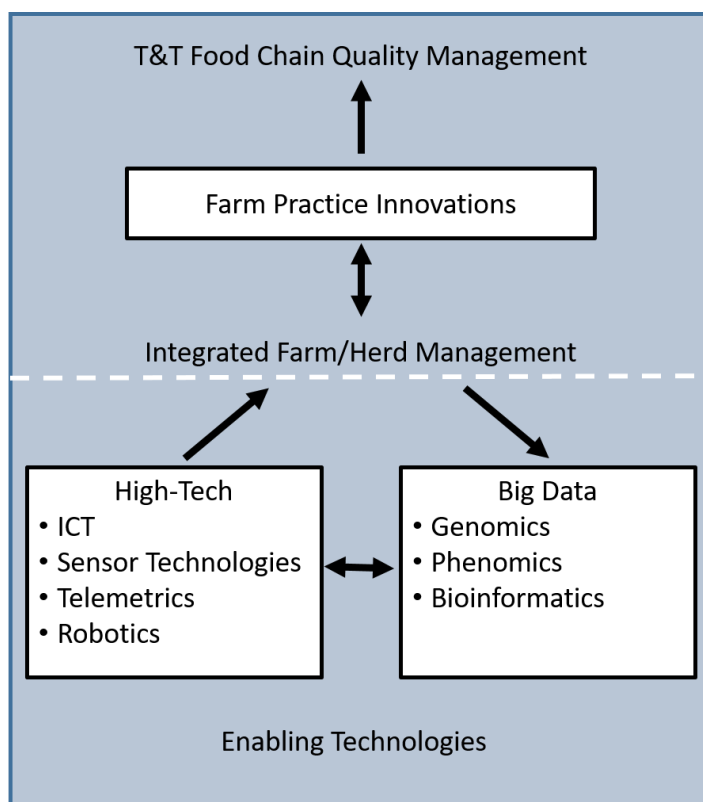 T&T Food Chain Quality Management
Farm Practice Innovations
Integrated Farm/Herd Management
High-Tech
• ICT
• Sensor Technologies
• Telemetrics
• Robotics
Big Data
• Genomics
• Phenomics
• Bioinformatics
Enabling Technologies